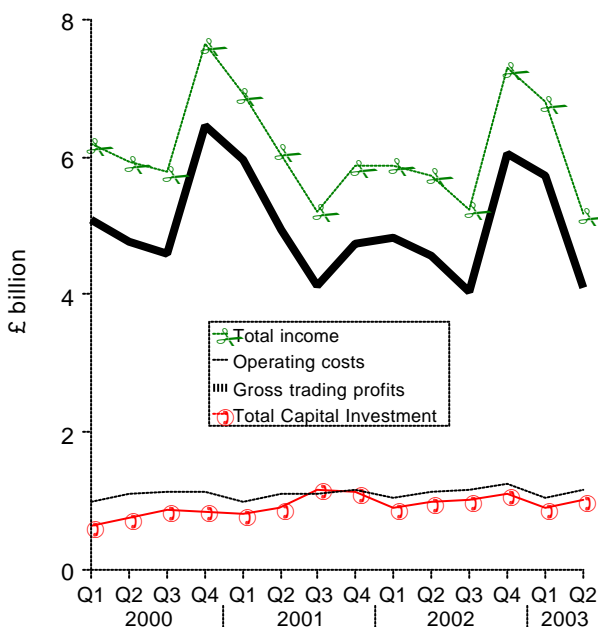 8
6
4
2
0
£ billion
Total income
Operating costs
Gross trading profits
Total Capital Investment
Q1 Q2 Q3 Q4 Q1 Q2 Q3 Q4 Q1 Q2 Q3 Q4 Q1 Q2
2000 2001 2002 2003